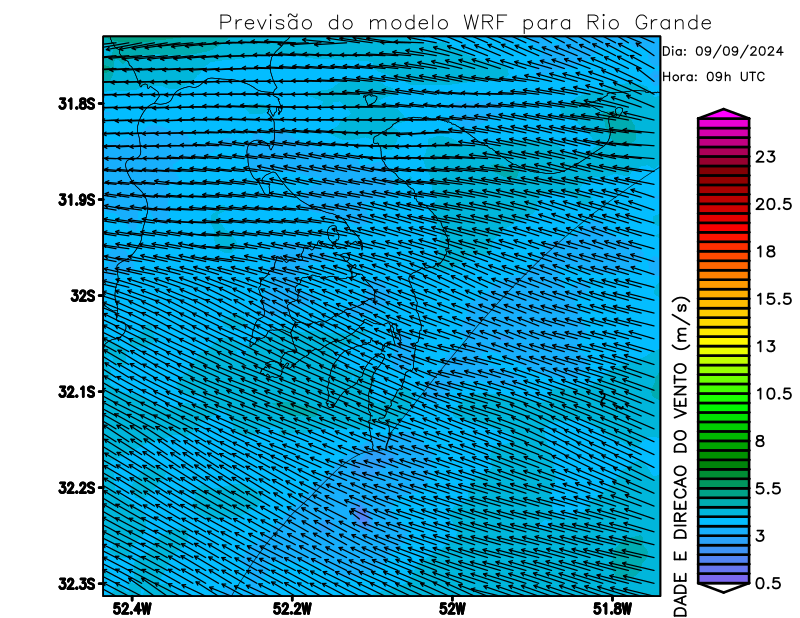 Previsão do modelo WRF para Rio Grande
Dia: 09/09/2024
Hora: 09h UTC
31.8S
31.9S
32S
32.1S
32.2S
32.3S
52.4W
52.2W
52W
51.8W
23
20.5
18
15.5
13
10.5
8
5.5
3
0.5
DADE E DIRECAO DO VENTO (m/s)